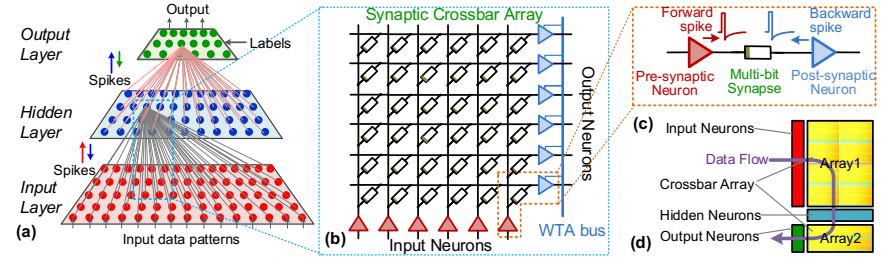 Output
Output
Layer
Labels
Spikes
Hidden
Layer
Spikes
Input
Layer
(a)
Input data patterns
Synaptic Crossbar Array
Output Neurons
(b)
Input Neurons
WTA bus
Forward
spike
Backward
spike
Pre-synaptic
Neuron
Multi-bit
Synapse
Post-synaptic
Neuron
(c)
Input Neurons
Data Flow
Array1
Crossbar Array
Hidden Neurons
(d)
Output Neurons
Array2